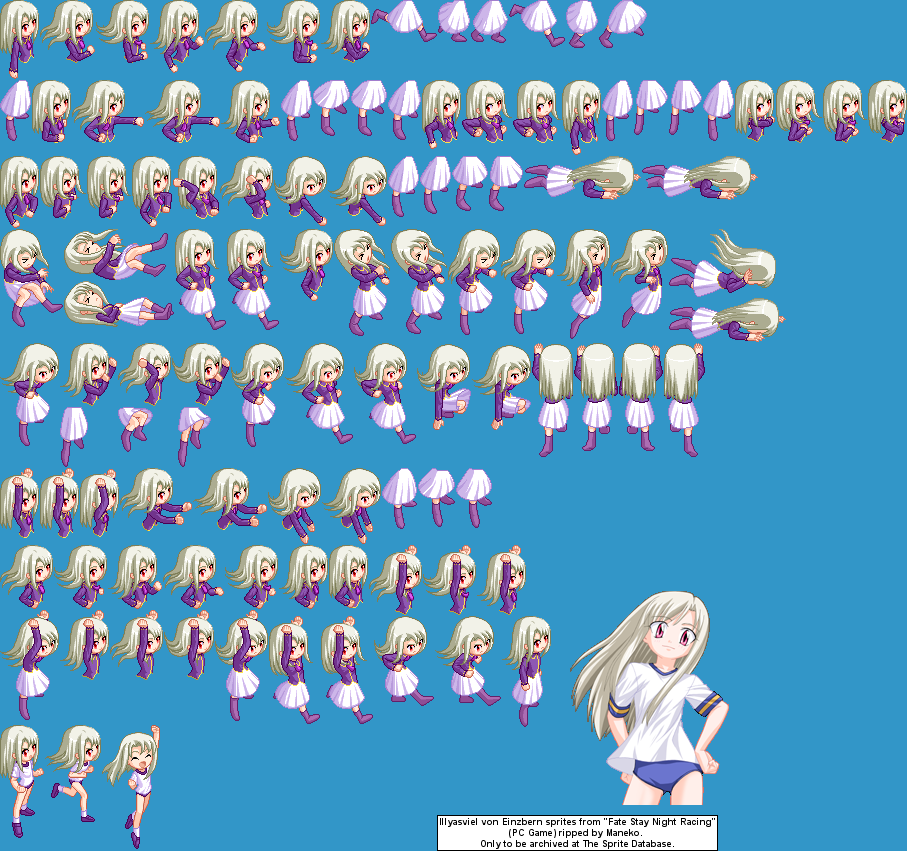 Illyasviel von Einzbern sprites from "Fate Stay Night Racing"
(PC Game) ripped by Maneko.
Only to be archived at The Sprite Database.